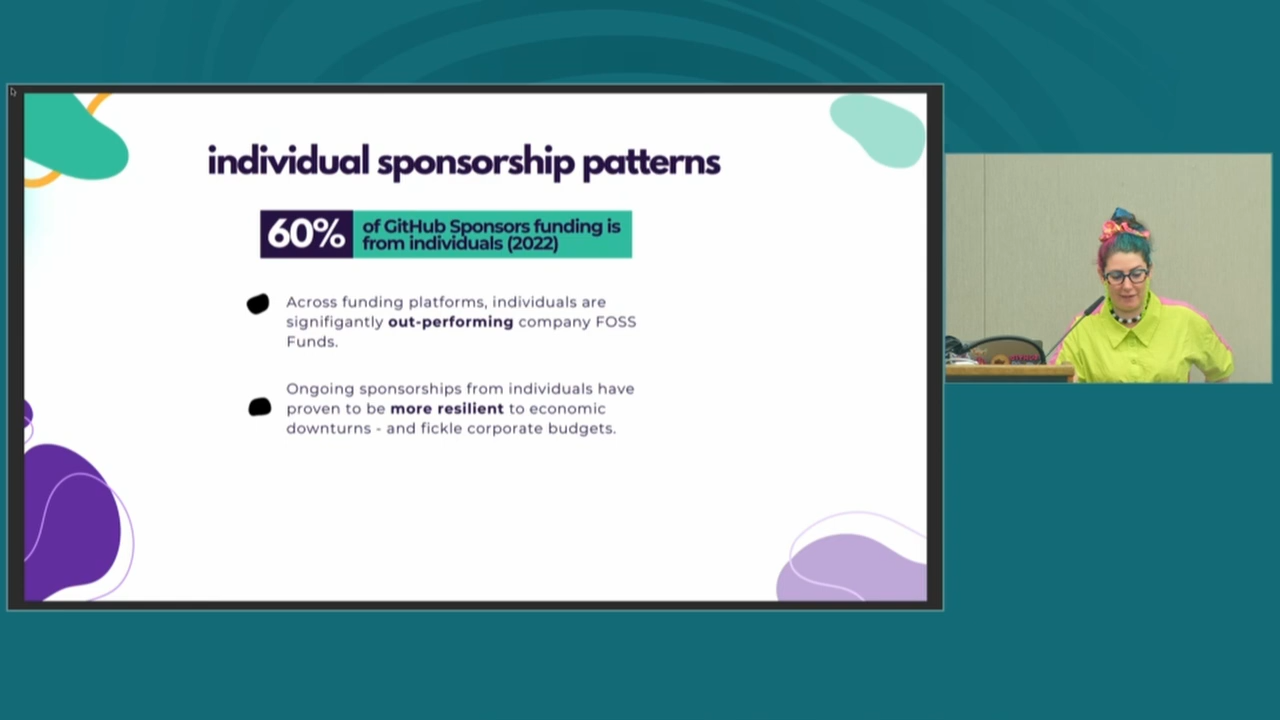 individual sponsorship patterns
60%
of GitHub Sponsors funding is
from individuals (2022)
Across funding platforms, individuals are
signifigantly out-performing company FOSS
Funds.
Ongoing sponsorships from individuals have
proven to be more resilient to economic
downturns - and fickle corporate budgets.